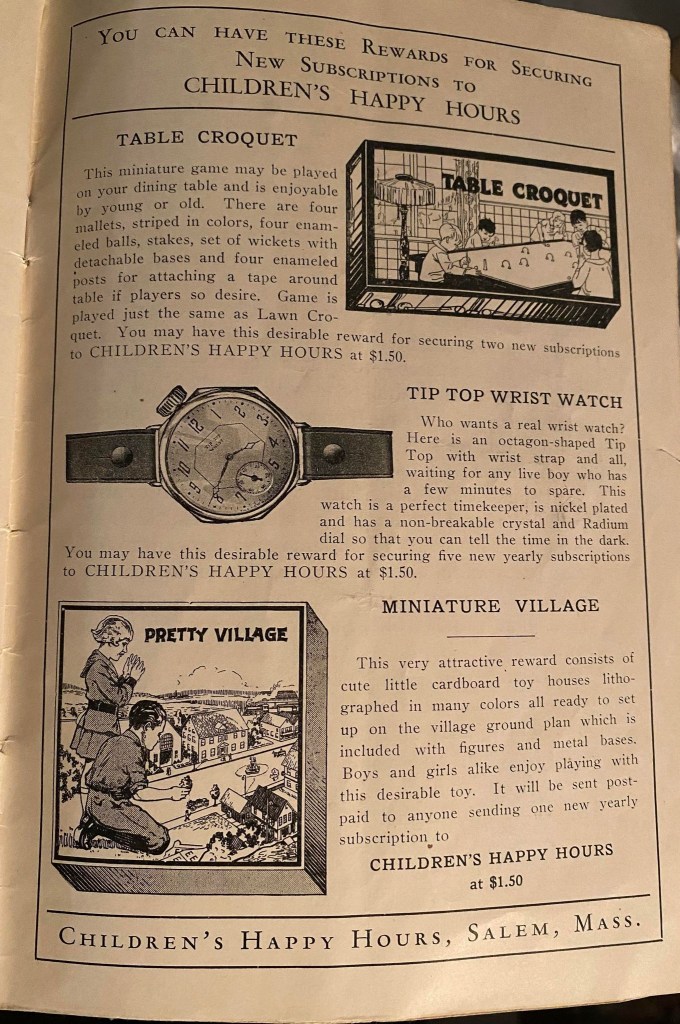 YOU CAN HAVE THESE REWARDS FOR SECURING
NEW SUBSCRIPTIONS TO
CHILDREN'S HAPPY HOURS
TABLE CROQUET
This miniature game may be played
on your dining table and is enjoyable
by young or old. There are four
mallets, striped in colors, four enam-
eled balls, stakes, set of wickets with
detachable bases and four enameled
posts for attaching a tape around
table if players so desire. Game is
played just the same as Lawn Cro-
quet. You may have this desirable reward for securing two new subscriptions
to CHILDREN'S HAPPY HOURS at $1.50.
TABLE CROQUET
TIP TOP WRIST WATCH
Who wants a real wrist watch?
Here is an octagon-shaped Tip
Top with wrist strap and all,
waiting for any live boy who has
a few minutes to spare. This
watch is a perfect timekeeper, is nickel plated
and has a non-breakable crystal and Radium
dial so that you can tell the time in the dark.
You may have this desirable reward for securing five new yearly subscriptions
to CHILDREN'S HAPPY HOURS at $1.50.
PRETTY VILLAGE
MINIATURE VILLAGE
This very attractive reward consists of
cute little cardboard toy houses litho-
graphed in many colors all ready to set
up on the village ground plan which is
included with figures and metal bases.
Boys and girls alike enjoy playing with
this desirable toy. It will be sent post-
paid to anyone sending one new yearly
subscription to
CHILDREN'S HAPPY HOURS
at $1.50
CHILDREN'S HAPPY HOURS, SALEM, MASS.